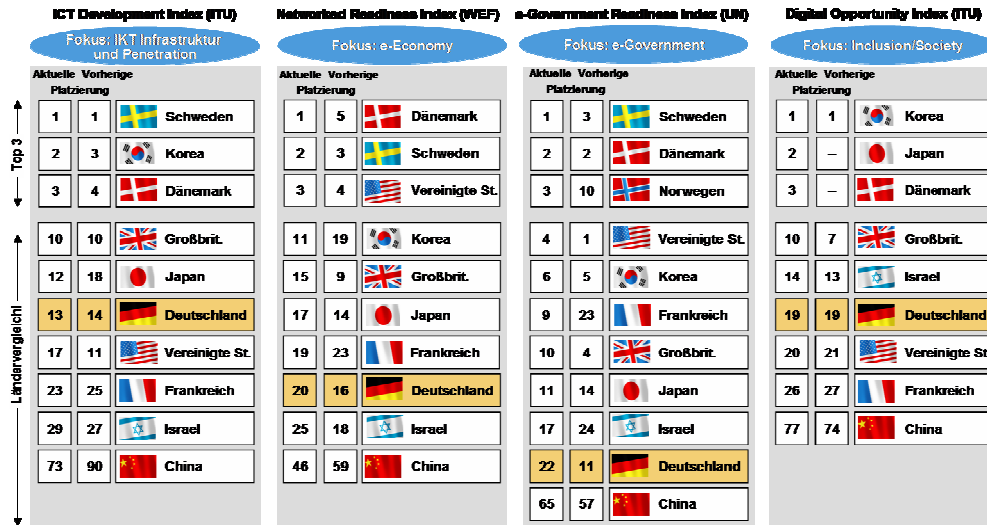 ICT Development Index (ITU)
Fokus: IKT Infrastruktur
und Penetration
Aktuelle Vorherige
Platzierung
1 1 Schweden
2 3 Korea
3 4 Dänemark
10 10 Großbrit.
12 18 Japan
13 14 Deutschland
17 11 Vereinigte St.
23 25 Frankreich
29 27 Israel
73 90 China
Networked Readiness Index (WEF)
Fokus: e-Economy
Aktuelle Vorherige
Platzierung
1 5 Dänemark
2 3 Schweden
3 4 Vereinigte St.
11 19 Korea
15 9 Großbrit.
17 14 Japan
19 23 Frankreich
20 16 Deutschland
25 18 Israel
46 59 China
e-Government Readiness Index (UN)
Fokus: e-Government
Aktuelle Vorherige
Platzierung
1 3 Schweden
2 2 Dänemark
3 10 Norwegen
4 1 Vereinigte St.
6 5 Korea
9 23 Frankreich
10 4 Großbrit.
11 14 Japan
17 24 Israel
22 11 Deutschland
65 57 China
Digital Opportunity Index (ITU)
Fokus: Inclusion/Society
Aktuelle Vorherige
Platzierung
1 1 Korea
2 – Japan
3 – Dänemark
10 7 Großbrit.
14 13 Israel
19 19 Deutschland
20 21 Vereinigte St.
26 27 Frankreich
77 74 China
Top 3
Ländervergleich